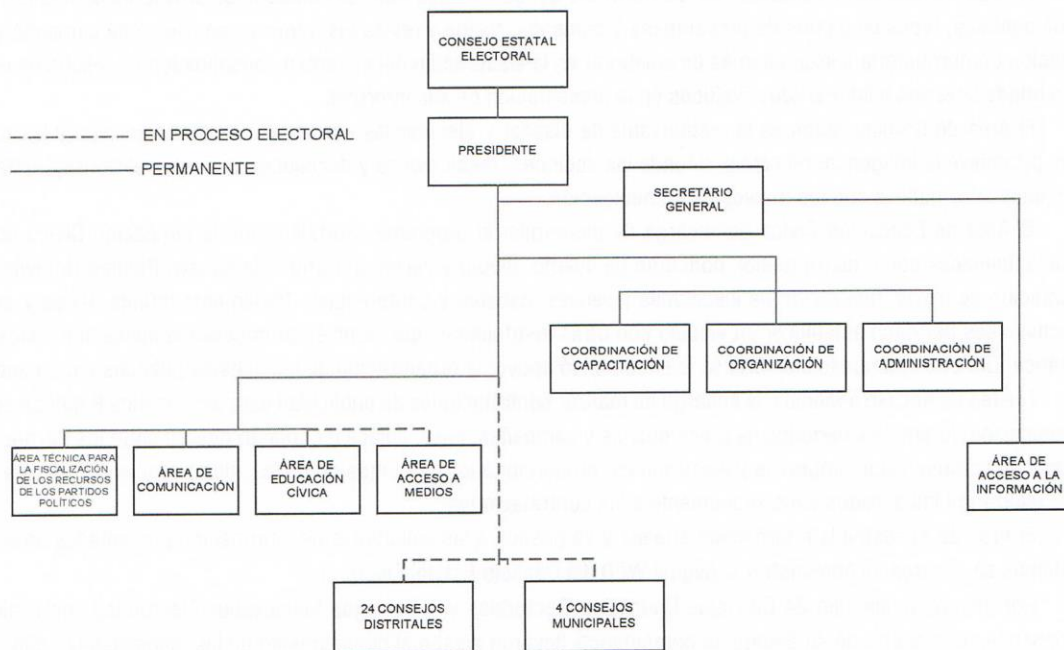 CONSEJO ESTATAL
ELECTORAL
EN PROCESO ELECTORAL
PRESIDENTE
PERMANENTE
SECRETARIO
GENERAL
COORDINACIÓN DE
CAPACITACIÓN
COORDINACIÓN DE
ORGANIZACIÓN
COORDINACIÓN DE
ADMINISTRACIÓN
ÁREA TÉCNICA PARA
LA FISCALIZACIÓN
DE LOS RECURSOS
DE LOS PARTIDOS
POLÍTICOS
ÁREA DE
COMUNICACIÓN
ÁREA DE
EDUCACIÓN
CÍVICA
ÁREA DE
ACCESO A
MEDIOS
ÁREA DE
ACCESO A LA
INFORMACIÓN
24 CONSEJOS
DISTRITALES
4 CONSEJOS
MUNICIPALES